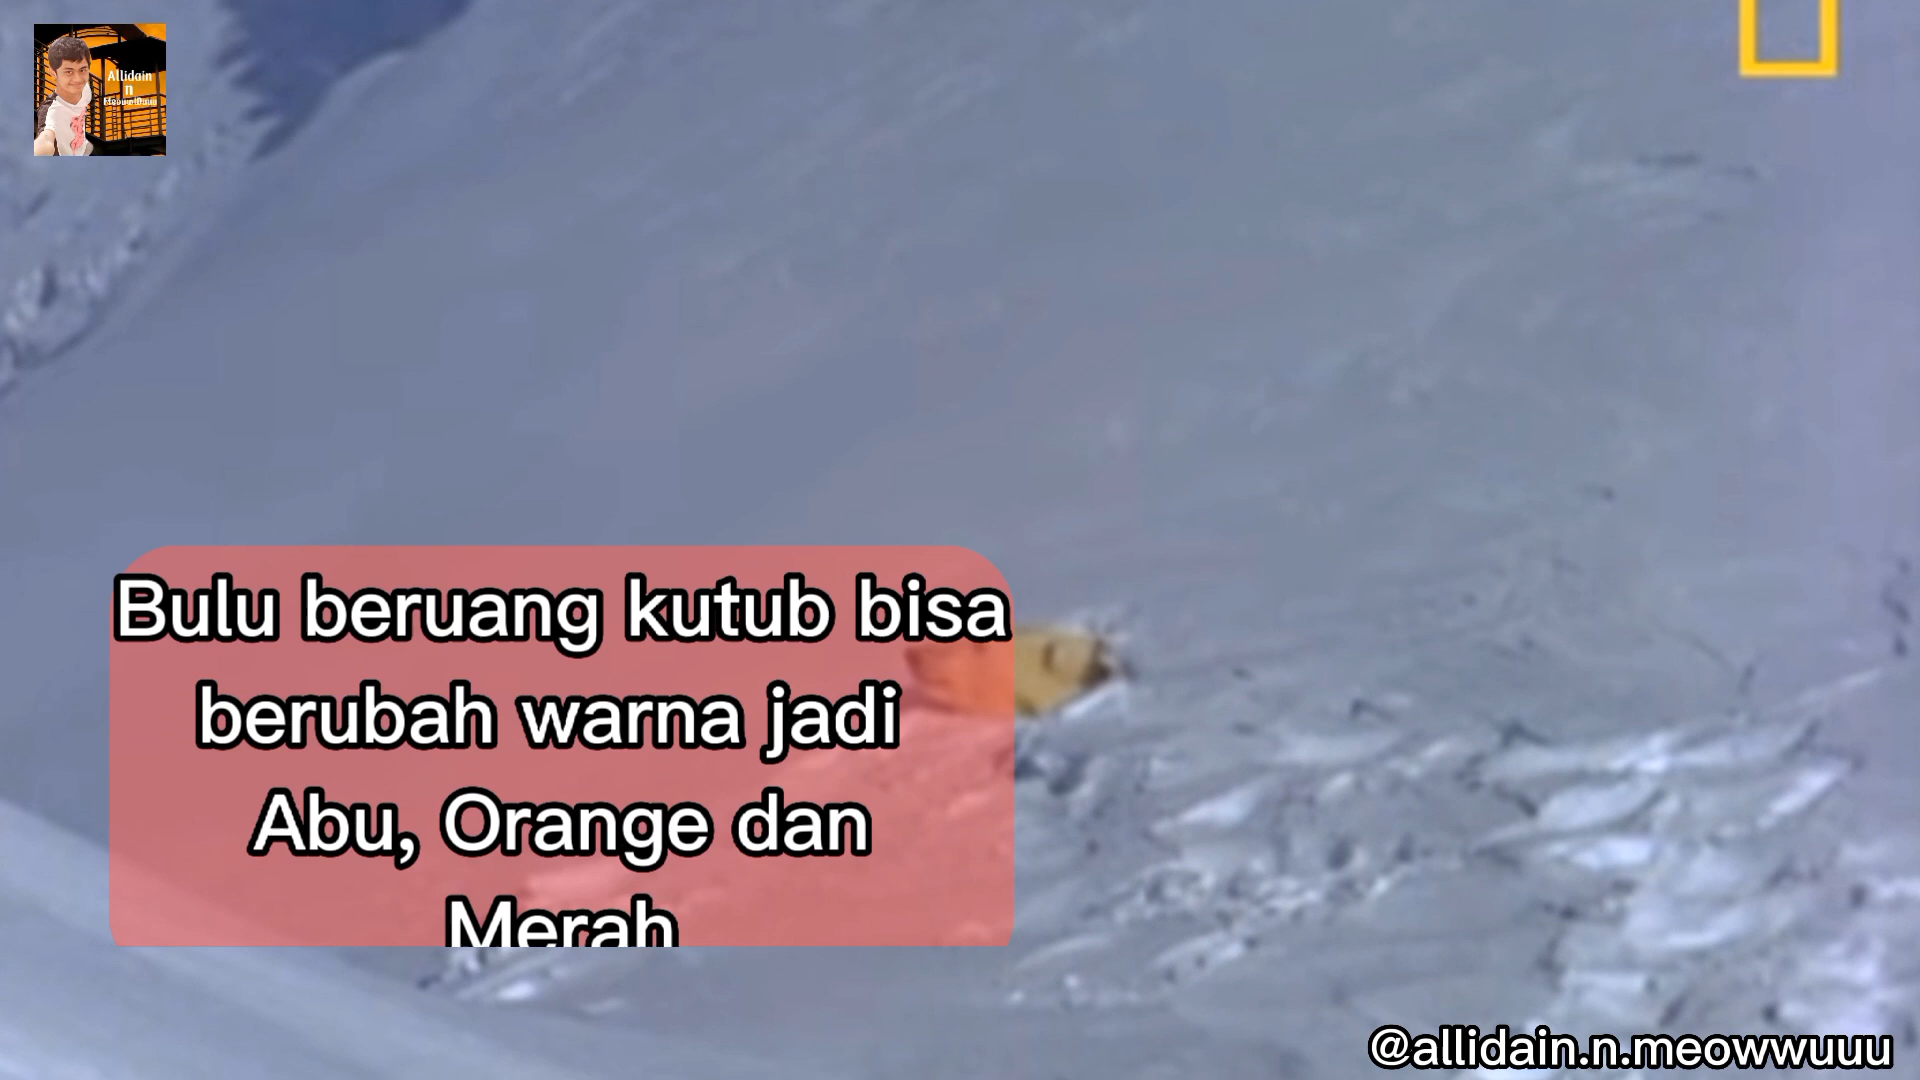 Allidain
n
Bulu beruang kutub bisa
berubah warna jadi
Abu, Orange dan
Merah
@allidain.n.meowwuuu